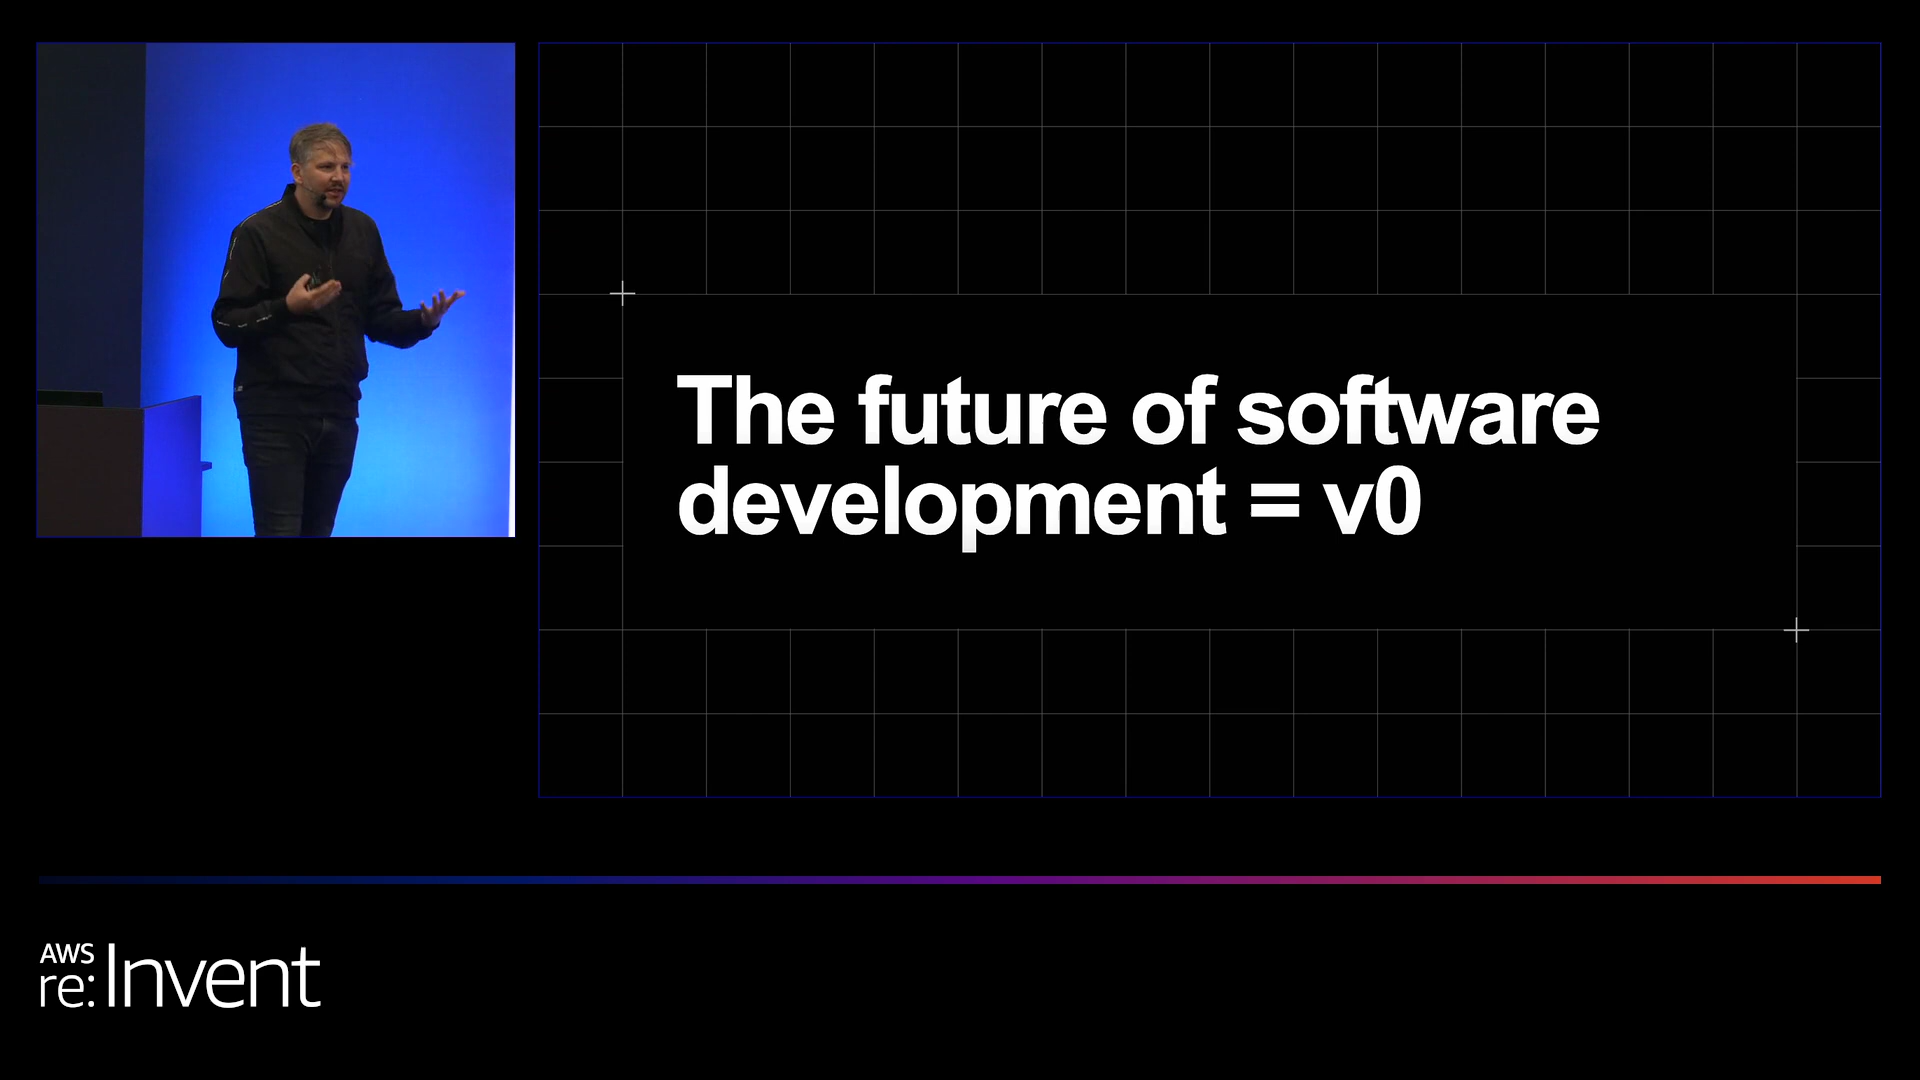 The future of software
development = v0
AWS
re:Invent